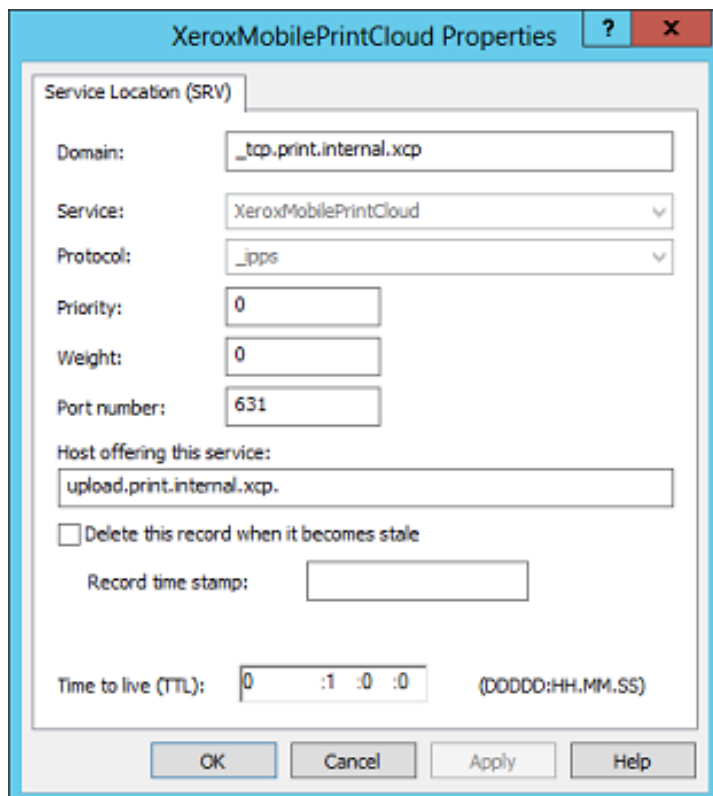 XeroxMobilePrintCloud Properties ? x
Service Location (SRV)
Domain: _tcp.print.internal.xcp
Service: XeroxMobilePrintCloud
Protocol: _ipps
Priority: 0
Weight: 0
Port number: 631
Host offering this service:
upload.print.internal.xcp.
Delete this record when it becomes stale
Record time stamp:
Time to live (TTL): 0 :1 :0 :0 (DDDDD:HH.MM.SS)
OK Cancel Apply Help